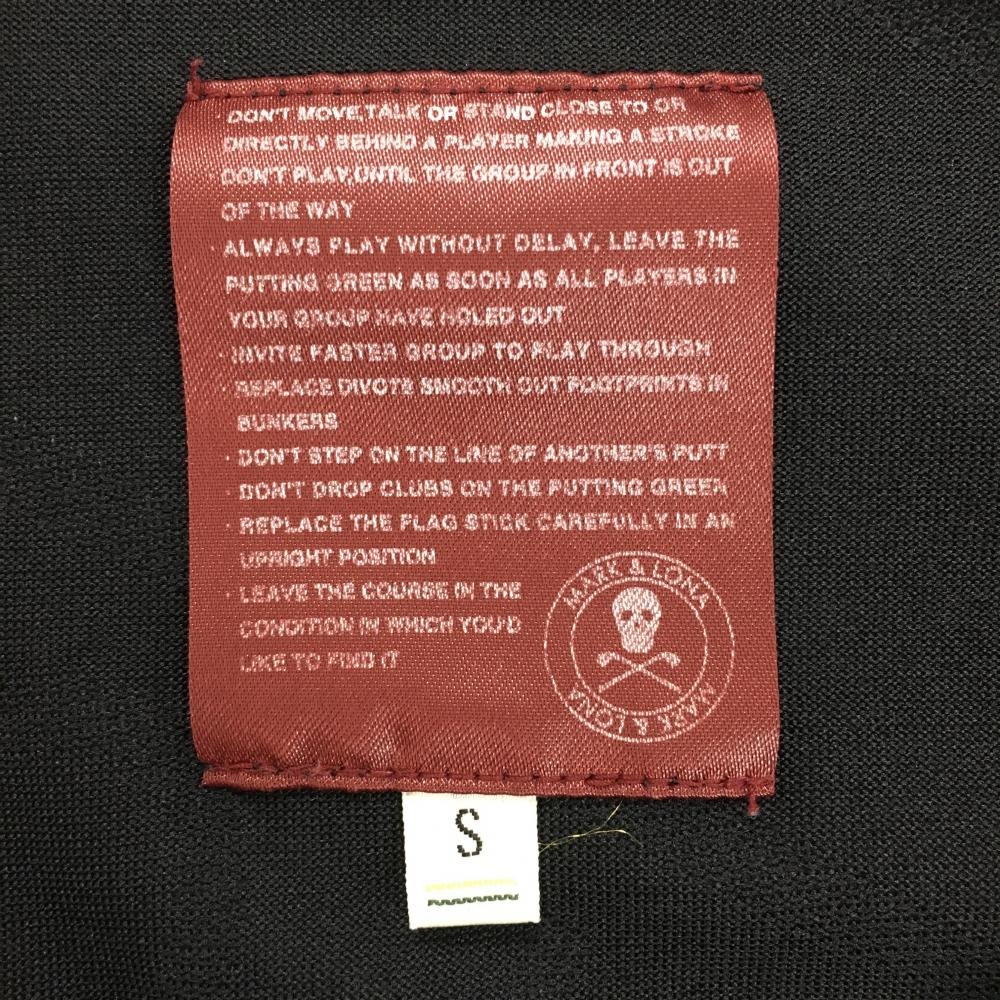 · DON'T MOVE,TALK OR STAND CLOSE TO OR
DIRECTLY BEHIND A PLAYER MAKING A STROKE
DON'T PLAY,UNTIL THE GROUP IN FRONT IS OUT
OF THE WAY
· ALWAYS PLAY WITHOUT DELAY, LEAVE THE
PUTTING GREEN AS SOON AS ALL PLAYERS IN
YOUR GROUP HAVE HOLED OUT
· INVITE FASTER GROUP TO PLAY THROUGH
· REPLACE DIVOTS SMOOTH OUT FOOTPRINTS IN
BUNKERS
· DON'T STEP ON THE LINE OF ANOTHER'S PUTT
· DON'T DROP CLUBS ON THE PUTTING GREEN
· REPLACE THE FLAG STICK CAREFULLY IN AN
UPRIGHT POSITION
· LEAVE THE COURSE IN THE
CONDITION IN WHICH YOU'D
LIKE TO FIND IT
MARK & LONA
MARK & LONA
S